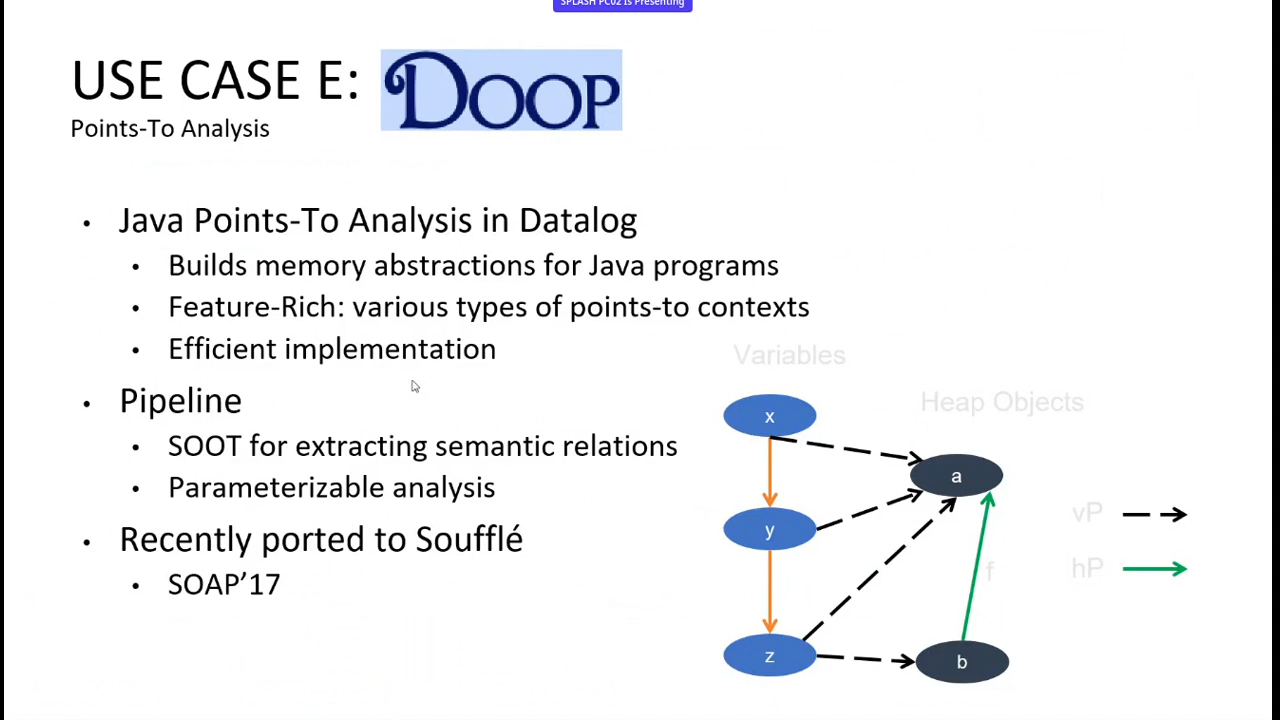 SPLASH PC02 Is Presenting
USE CASE E: DOOP
Points-To Analysis
• Java Points-To Analysis in Datalog
• Builds memory abstractions for Java programs
• Feature-Rich: various types of points-to contexts
• Efficient implementation
• Pipeline
• SOOT for extracting semantic relations
• Parameterizable analysis
• Recently ported to Soufflé
• SOAP’17
Variables
Heap Objects
x
a
y
vP
f
hP
z
b